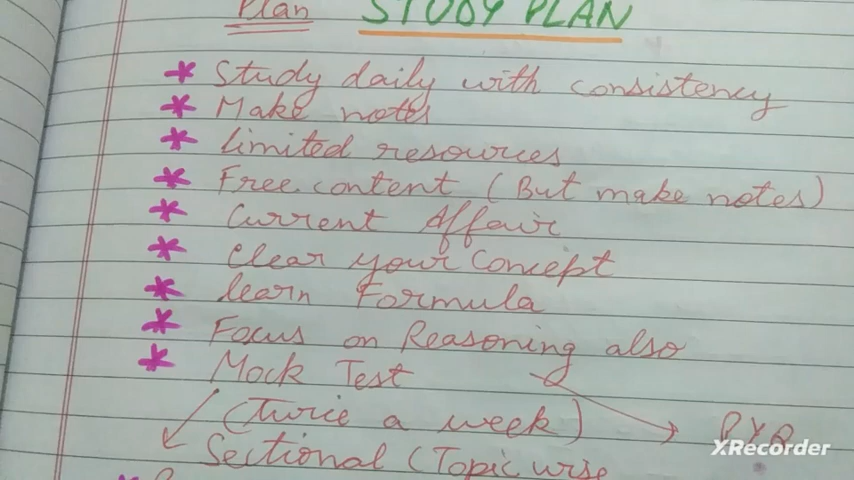 Plan STUDY PLAN
* Study daily with consistency
* Make notes
* limited resources
* Free content (But make notes)
* Current Affair
* Clear your Concept
* learn Formula
* Focus on Reasoning also
* Mock Test
(twice a week) → PYQ
Sectional (Topic wise
XRecorder